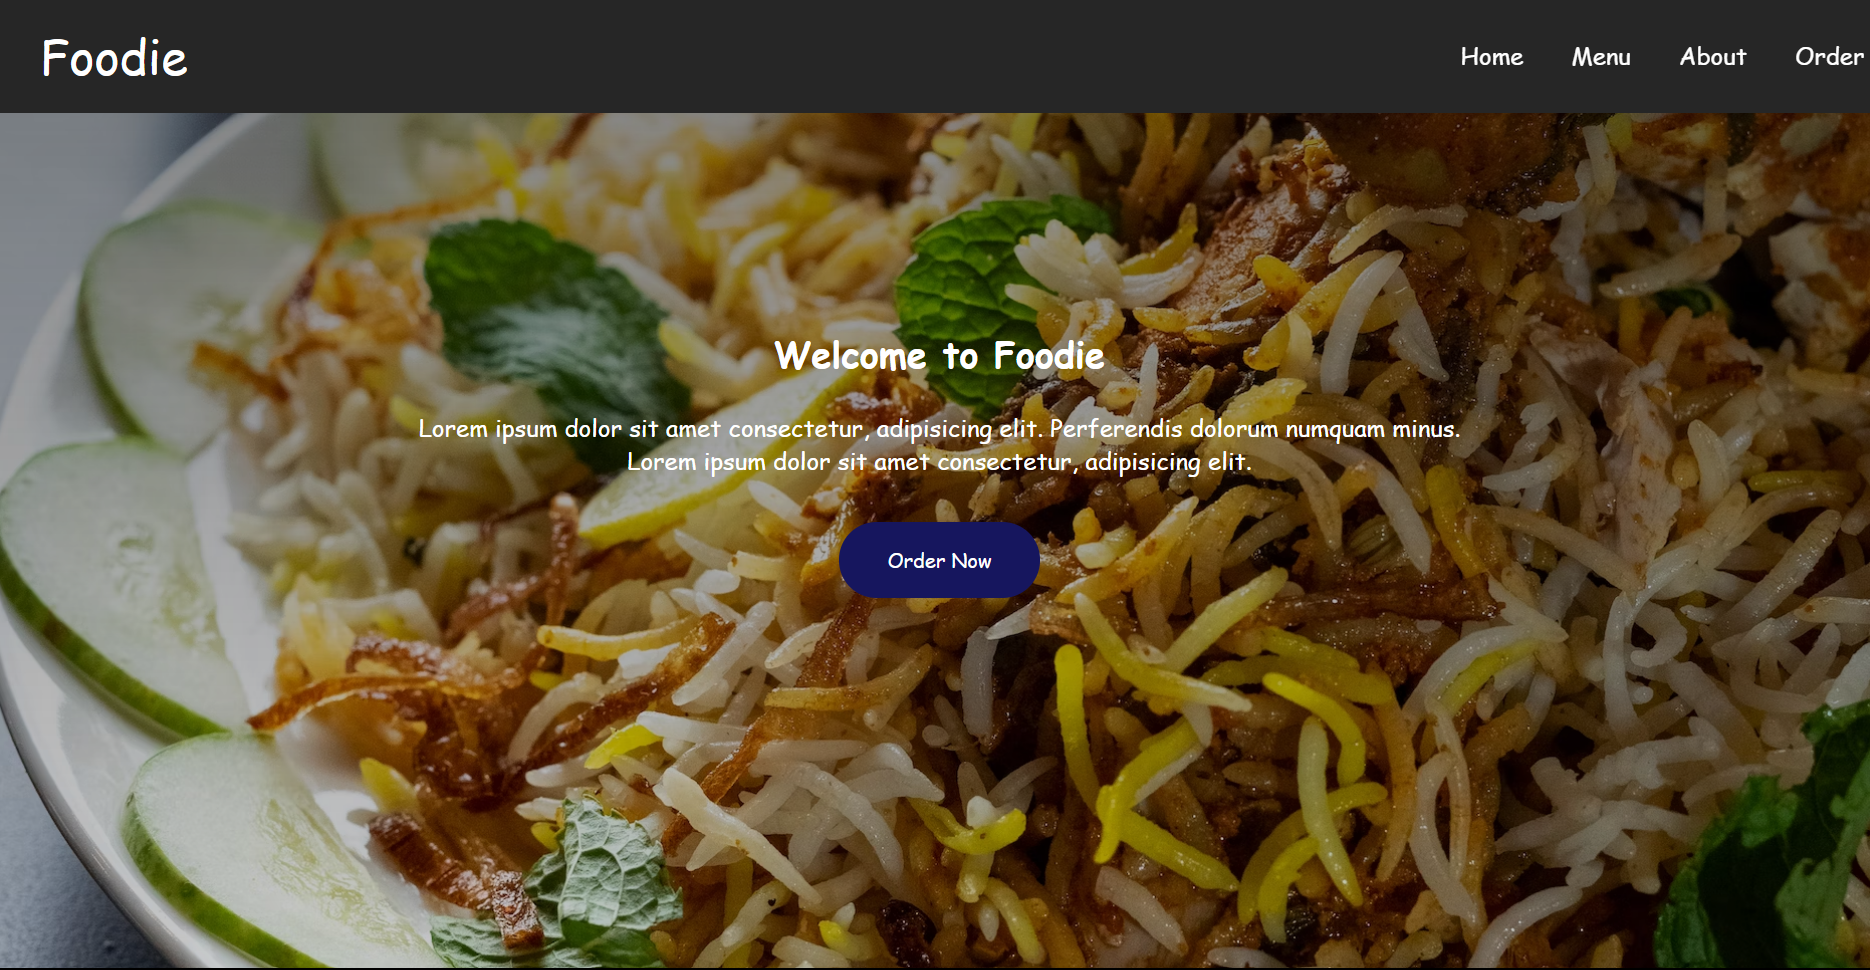 Foodie
Home Menu About Order
Welcome to Foodie
Lorem ipsum dolor sit amet consectetur, adipisicing elit. Perferendis dolorum numquam minus.
Lorem ipsum dolor sit amet consectetur, adipisicing elit.
Order Now